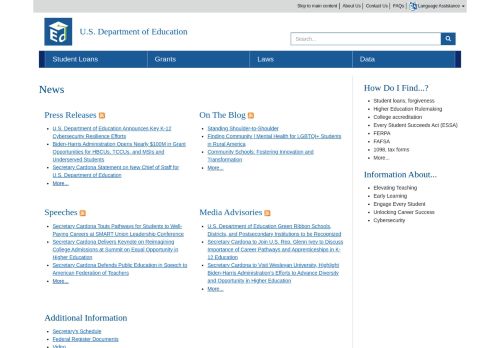 Skip to main content | About Us | Contact Us | FAQs | Language Assistance
U.S. Department of Education
Search...
Student Loans
Grants
Laws
Data
News
Press Releases
U.S. Department of Education Announces Key K-12
Cybersecurity Resilience Efforts
Biden-Harris Administration Opens Nearly $100M in Grant
Opportunities for HBCUs, TCCUs, and MSIs and
Underserved Students
Secretary Cardona Statement on New Chief of Staff for
U.S. Department of Education
More...
On The Blog
Standing Shoulder-to-Shoulder
Finding Community | Mental Health for LGBTQI+ Students
in Rural America
Community Schools: Fostering Innovation and
Transformation
More...
Speeches
Secretary Cardona Touts Pathways for Students to Well-
Paying Careers at SMART Union Leadership Conference
Secretary Cardona Delivers Keynote on Reimagining
College Admissions at Summit on Equal Opportunity in
Higher Education
Secretary Cardona Defends Public Education in Speech to
American Federation of Teachers
More...
Media Advisories
U.S. Department of Education Green Ribbon Schools,
Districts, and Postsecondary Institutions to be Recognized
Secretary Cardona to Join U.S. Rep. Glenn Ivey to Discuss
Importance of Career Pathways and Apprenticeships in K-
12 Education
Secretary Cardona to Visit Wesleyan University, Highlight
Biden-Harris Administration's Efforts to Advance Diversity
and Opportunity in Higher Education
More...
Additional Information
Secretary's Schedule
Federal Register Documents
Video
How Do I Find...?
Student loans, forgiveness
Higher Education Rulemaking
College accreditation
Every Student Succeeds Act (ESSA)
FERPA
FAFSA
1098, tax forms
More...
Information About...
Elevating Teaching
Early Learning
Engage Every Student
Unlocking Career Success
Cybersecurity